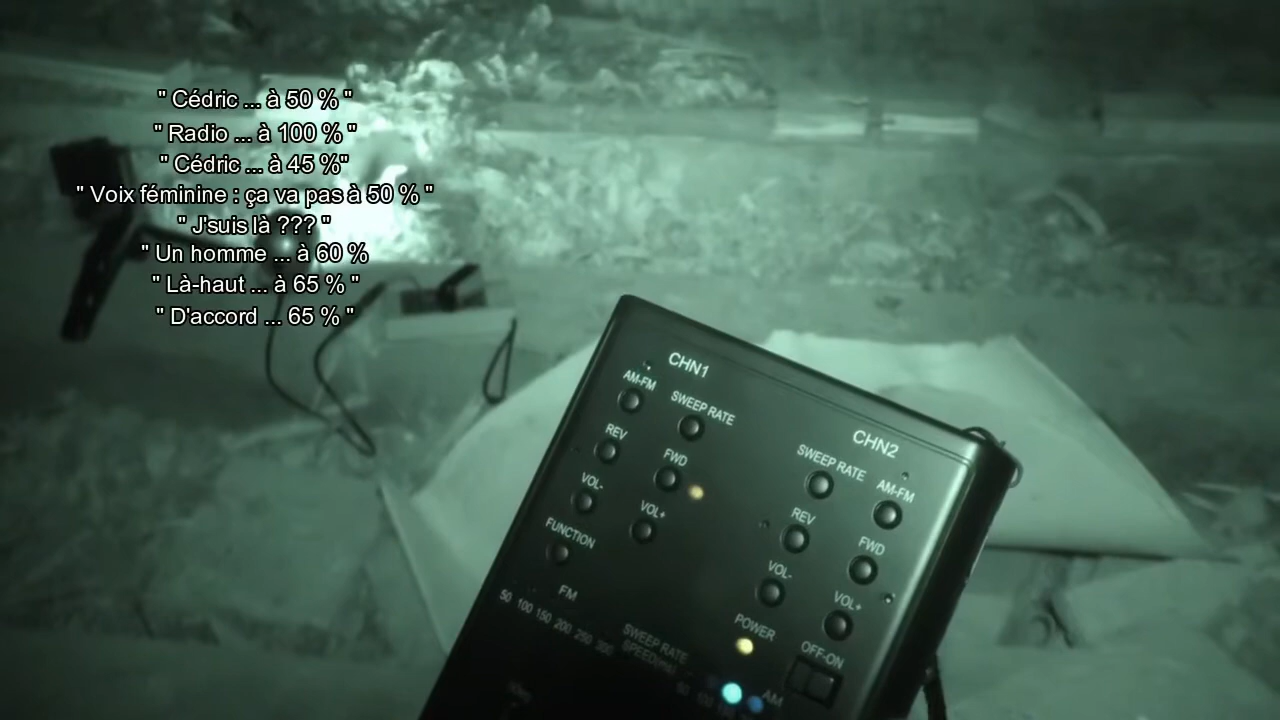 " Cédric ... à 50 % "
" Radio ... à 100 % "
" Cédric ... à 45 %"
" Voix féminine : ça va pas à 50 % "
" J'suis là ??? "
" Un homme ... à 60 %
" Là-haut ... à 65 % "
" D'accord ... 65 % "
CHN1
AM-FM
SWEEP RATE
REV
FWD
VOL-
VOL+
FUNCTION
FM
50 100 150 200 250 300
SWEEP RATE
SPEED(ms)
CHN2
SWEEP RATE
AM-FM
REV
FWD
VOL-
VOL+
POWER
OFF-ON
AM